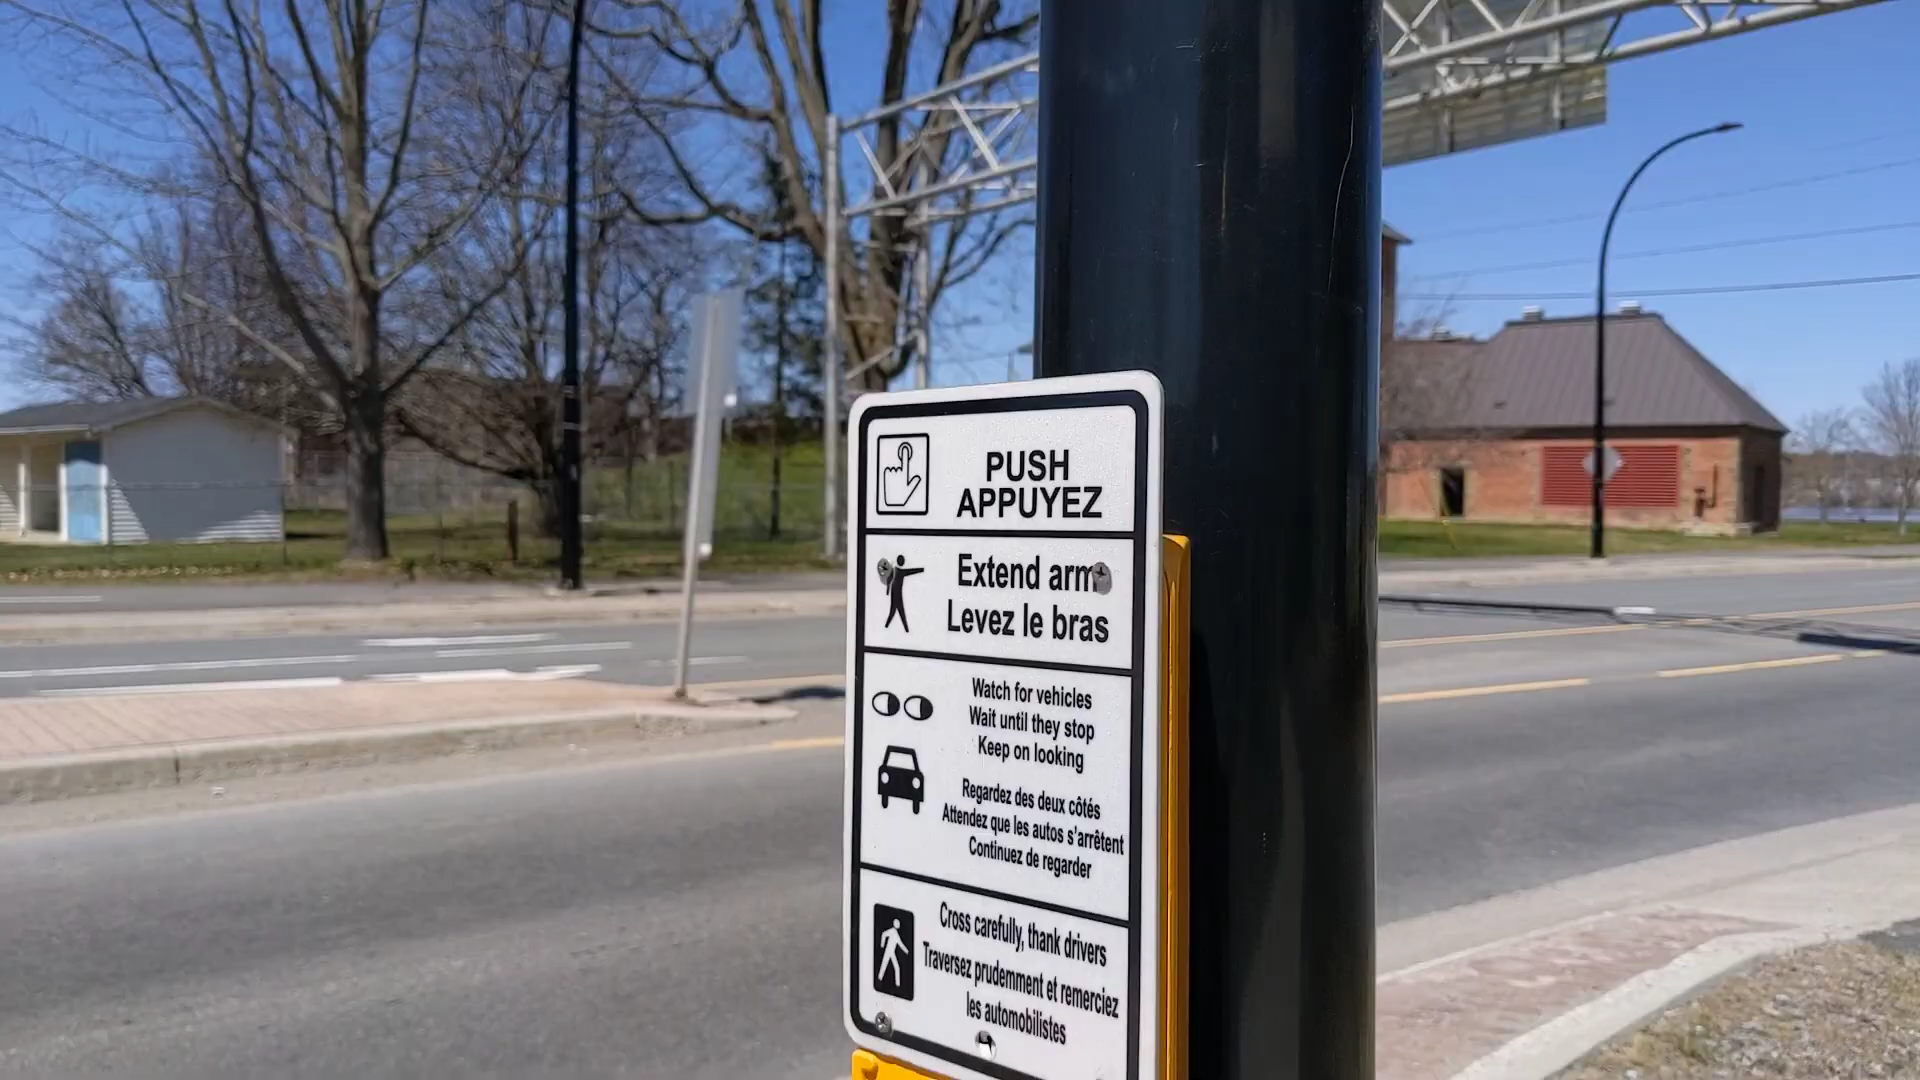 PUSH
APPUYEZ
Extend arm
Levez le bras
Watch for vehicles
Wait until they stop
Keep on looking
Regardez des deux côtés
Attendez que les autos s'arrêtent
Continuez de regarder
Cross carefully, thank drivers
Traversez prudemment et remerciez
les automobilistes